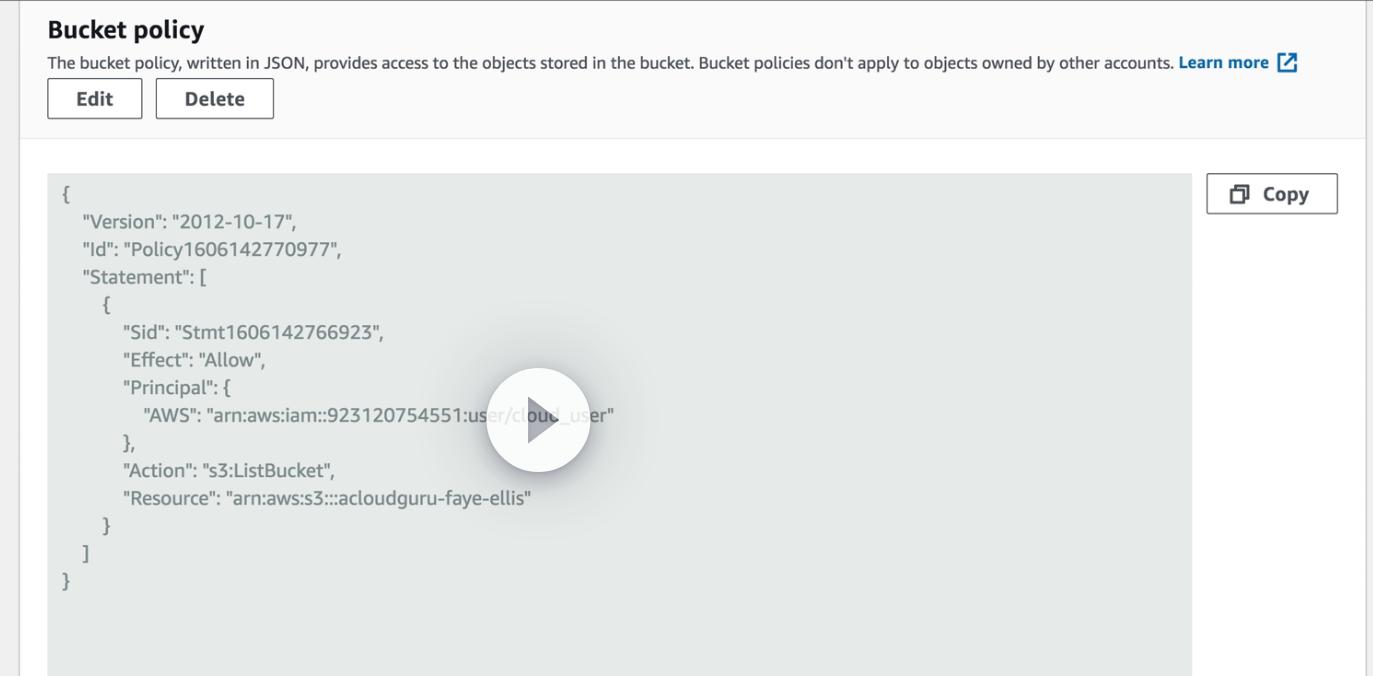 Bucket policy
The bucket policy, written in JSON, provides access to the objects stored in the bucket. Bucket policies don't apply to objects owned by other accounts. Learn more
Edit Delete
Copy
{
"Version": "2012-10-17",
"Id": "Policy1606142770977",
"Statement": [
{
"Sid": "Stmt1606142766923",
"Effect": "Allow",
"Principal": {
"AWS": "arn:aws:iam::923120754551:user/cloud_user"
},
"Action": "s3:ListBucket",
"Resource": "arn:aws:s3:::acloudguru-faye-ellis"
}
]
}